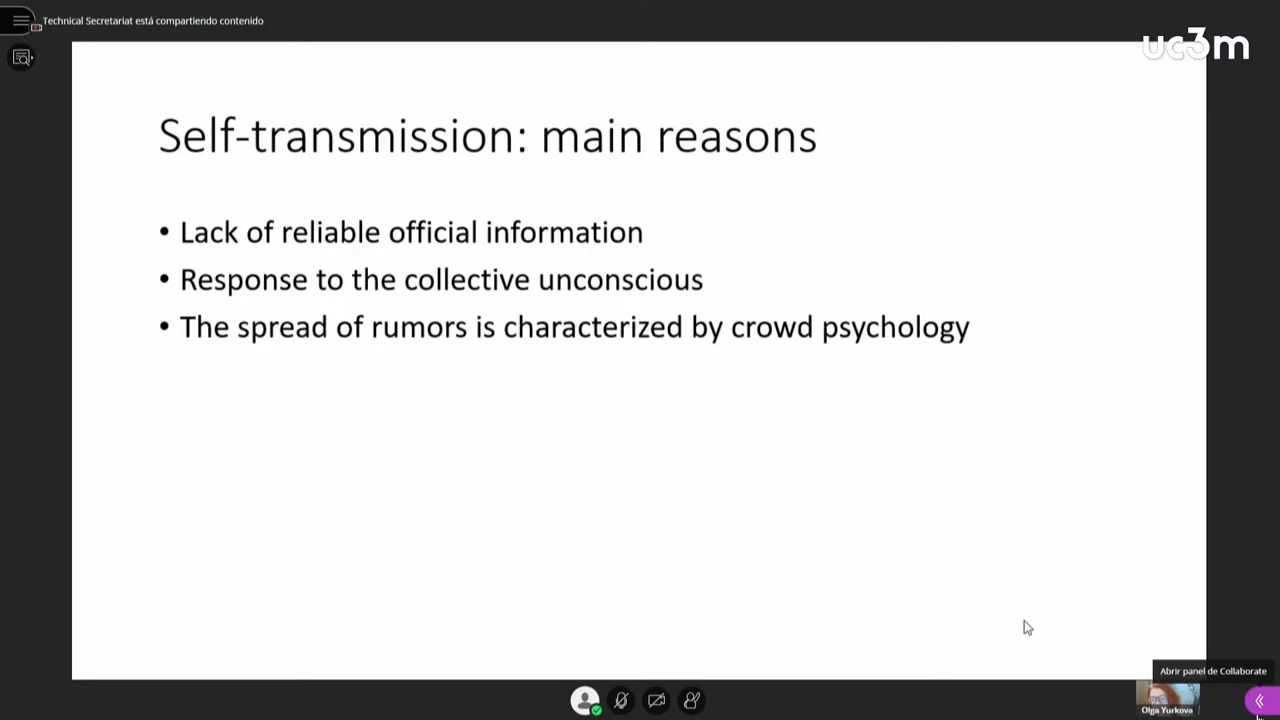 Technical Secretariat está compartiendo contenido
uc3m
Self-transmission: main reasons
• Lack of reliable official information
• Response to the collective unconscious
• The spread of rumors is characterized by crowd psychology
Abrir panel de Collaborate
Olga Yurkova